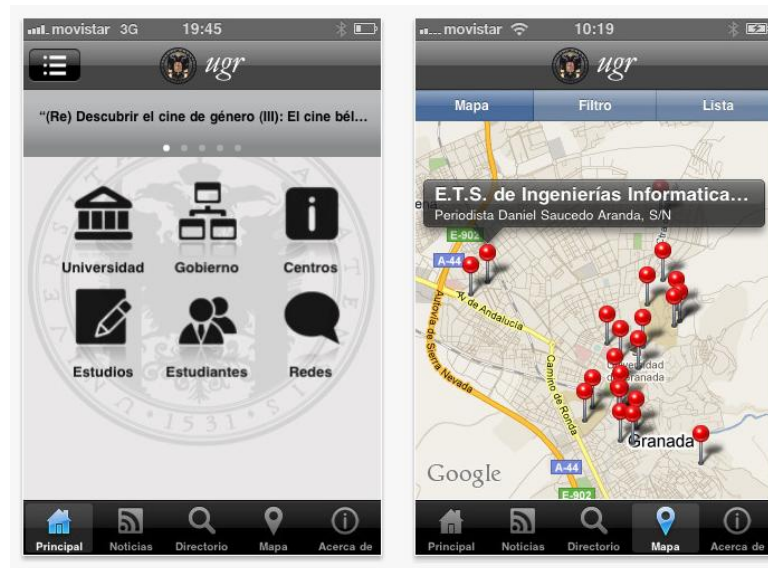 movistar 3G 19:45
ugr
“(Re) Descubrir el cine de género (III): El cine bél...
Universidad Gobierno Centros
Estudios Estudiantes Redes
1531
Principal Noticias Directorio Mapa Acerca de
movistar 10:19
ugr
Mapa Filtro Lista
E.T.S. de Ingenierías Informatica...
Periodista Daniel Saucedo Aranda, S/N
E-902
A-44
Av de Andalucía
Autovía de Sierra Nevada
Camino de Ronda
Granada
Google
A-44
E-902
Principal Noticias Directorio Mapa Acerca de